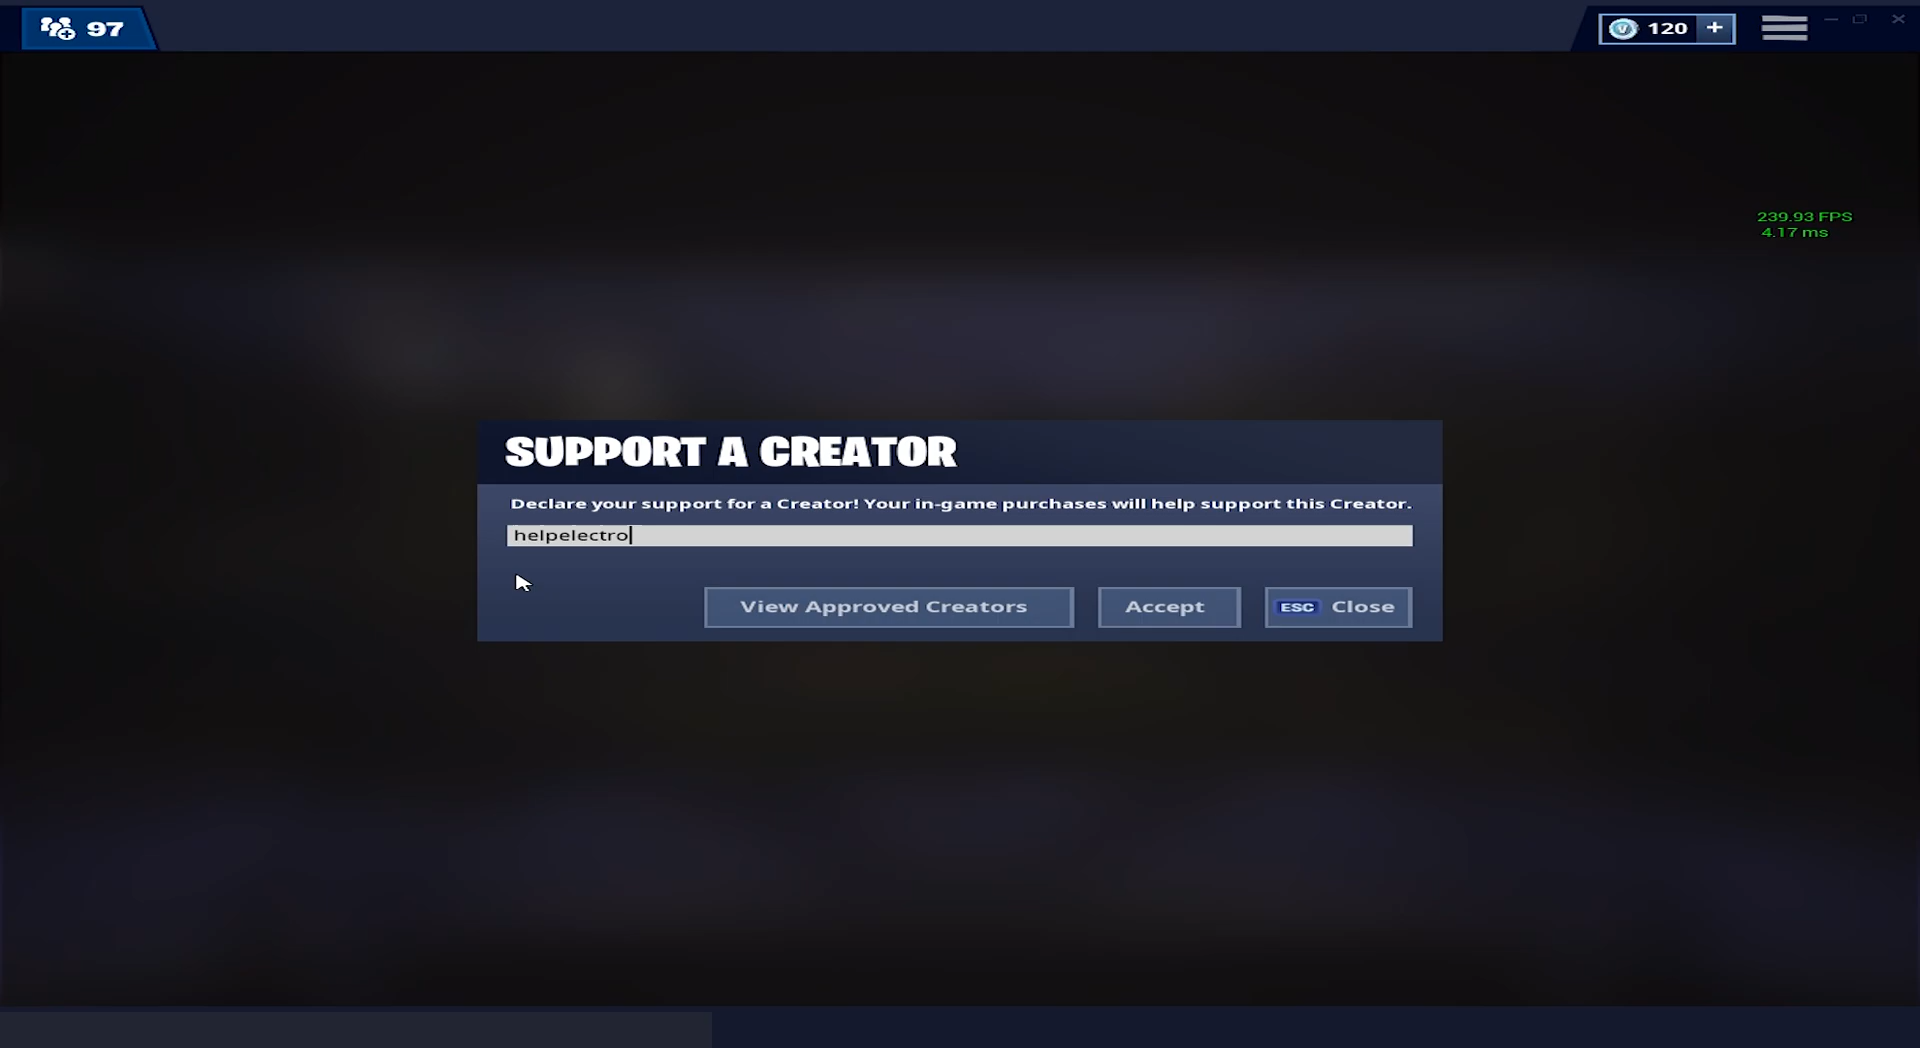 97
120 +
239.93 FPS
4.17 ms
SUPPORT A CREATOR
Declare your support for a Creator! Your in-game purchases will help support this Creator.
helpelectro
View Approved Creators
Accept
ESC Close